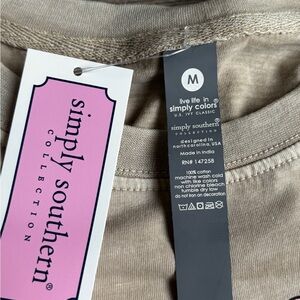 simply southern®
COLLECTION
M
live life in
simply colors®
U.S. IVY CLASSIC
simply southern®
COLLECTION
Designed in
North Carolina, USA
Made in India
RN# 147258
100% cotton
machine wash cold
with like colors
non chlorine bleach
tumble dry low
do not iron